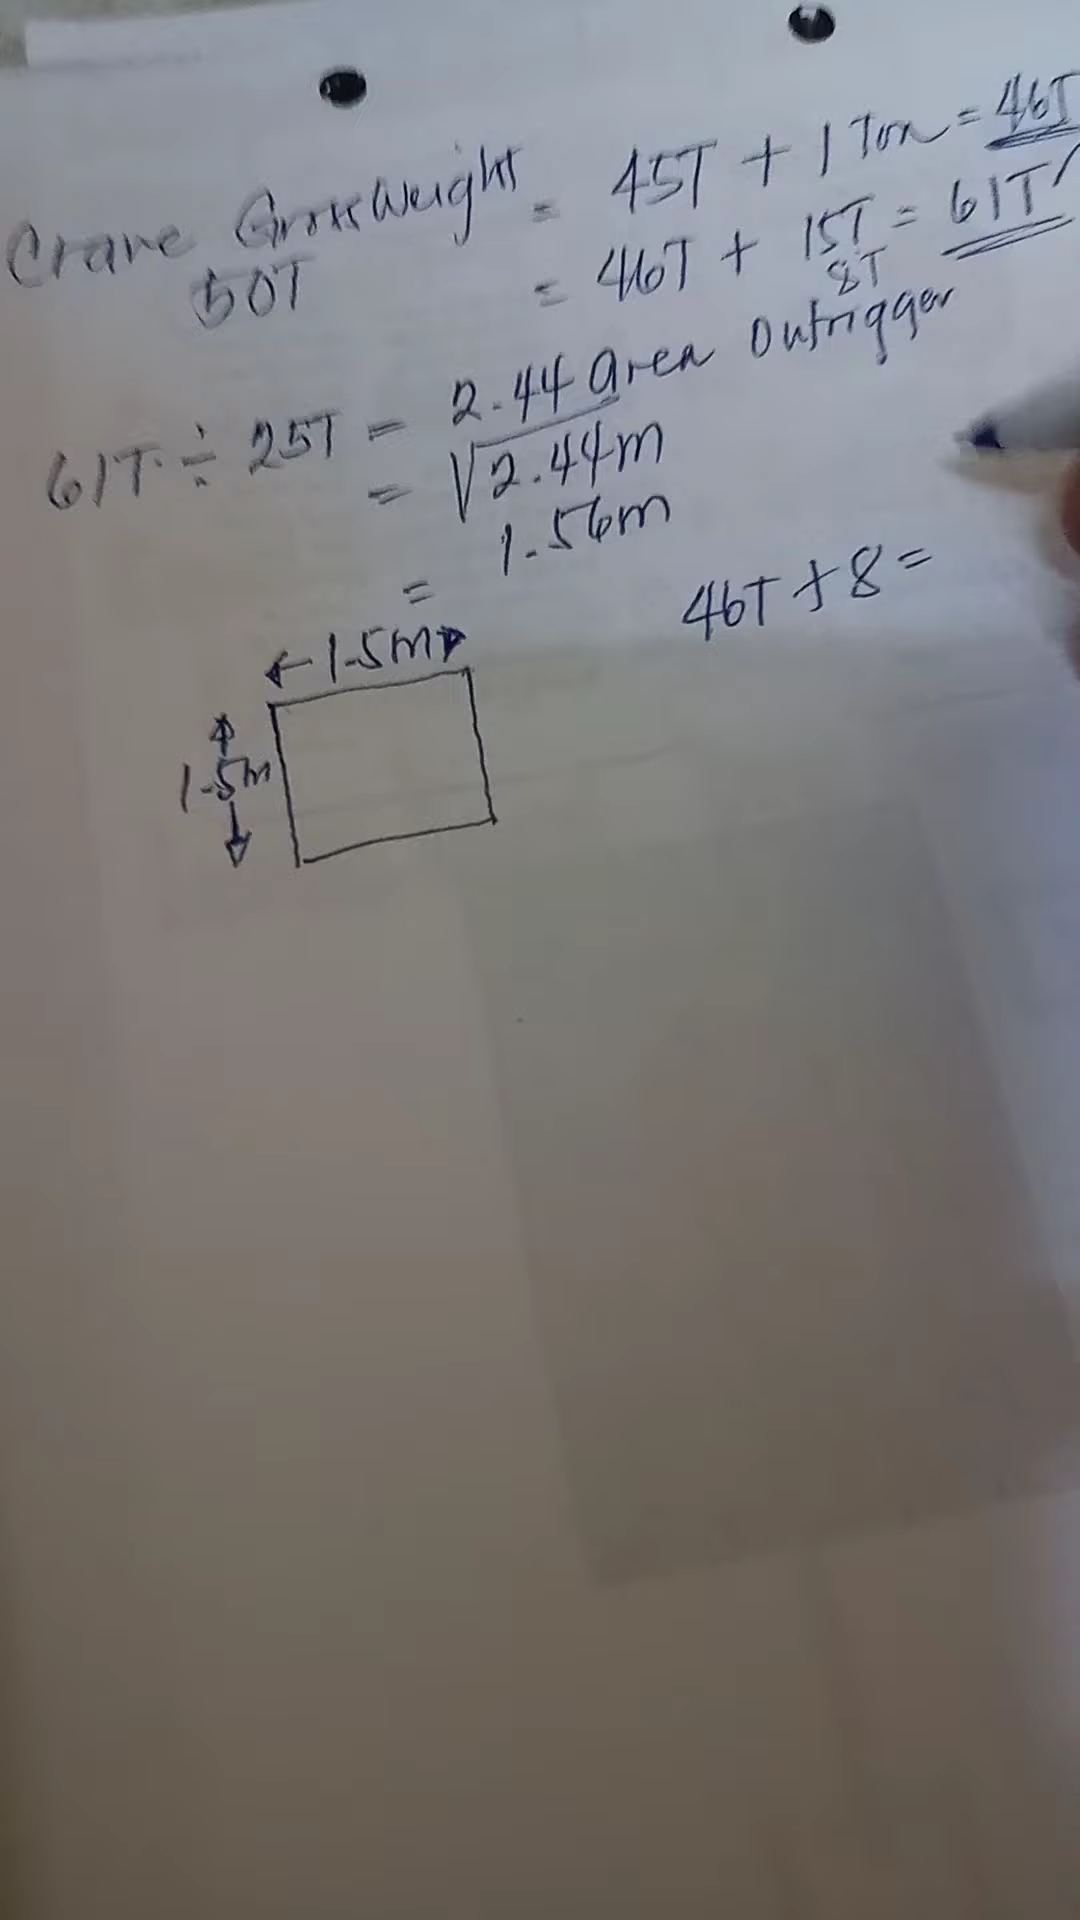 Crane Gross Weight = 45T + 1 Ton = 46T
50T = 46T + 15T = 61T
8T
61T ÷ 25T = 2.44 area Outrigger
= √2.44m
= 1.56m
46T + 8 =
1.5m
1.5m